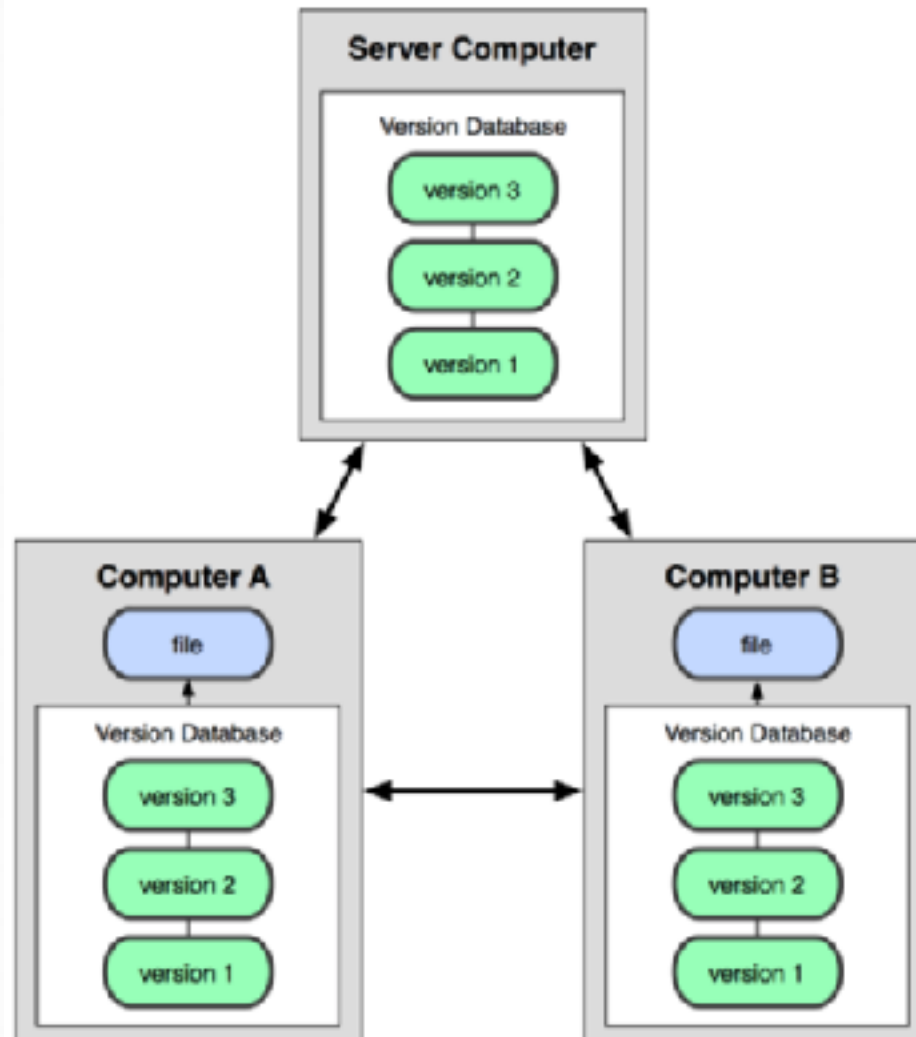 Server Computer
Version Database
version 3
version 2
version 1
Computer A
file
Version Database
version 3
version 2
version 1
Computer B
file
Version Database
version 3
version 2
version 1